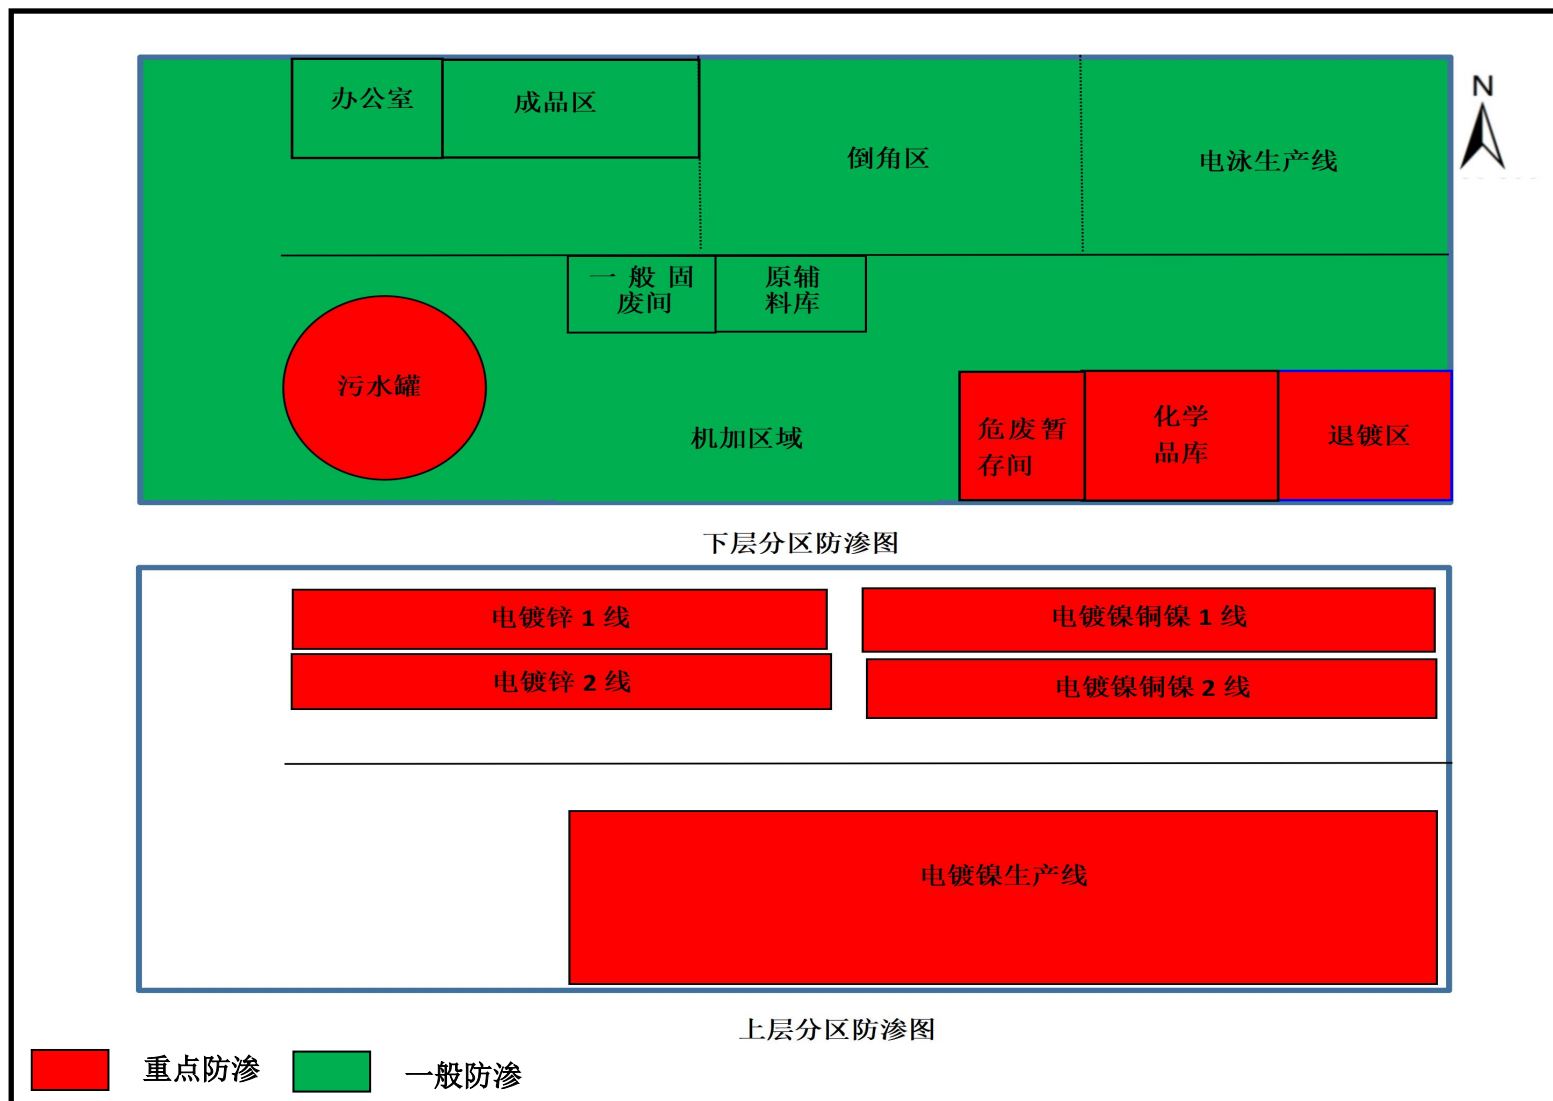 N
办公室
成品区
倒角区
电泳生产线
一般固
废间
原辅
料库
污水罐
机加区域
危废暂
存间
化学
品库
退镀区
下层分区防渗图
电镀锌 1 线
电镀镍铜镍 1 线
电镀锌 2 线
电镀镍铜镍 2 线
电镀镍生产线
上层分区防渗图
重点防渗
一般防渗